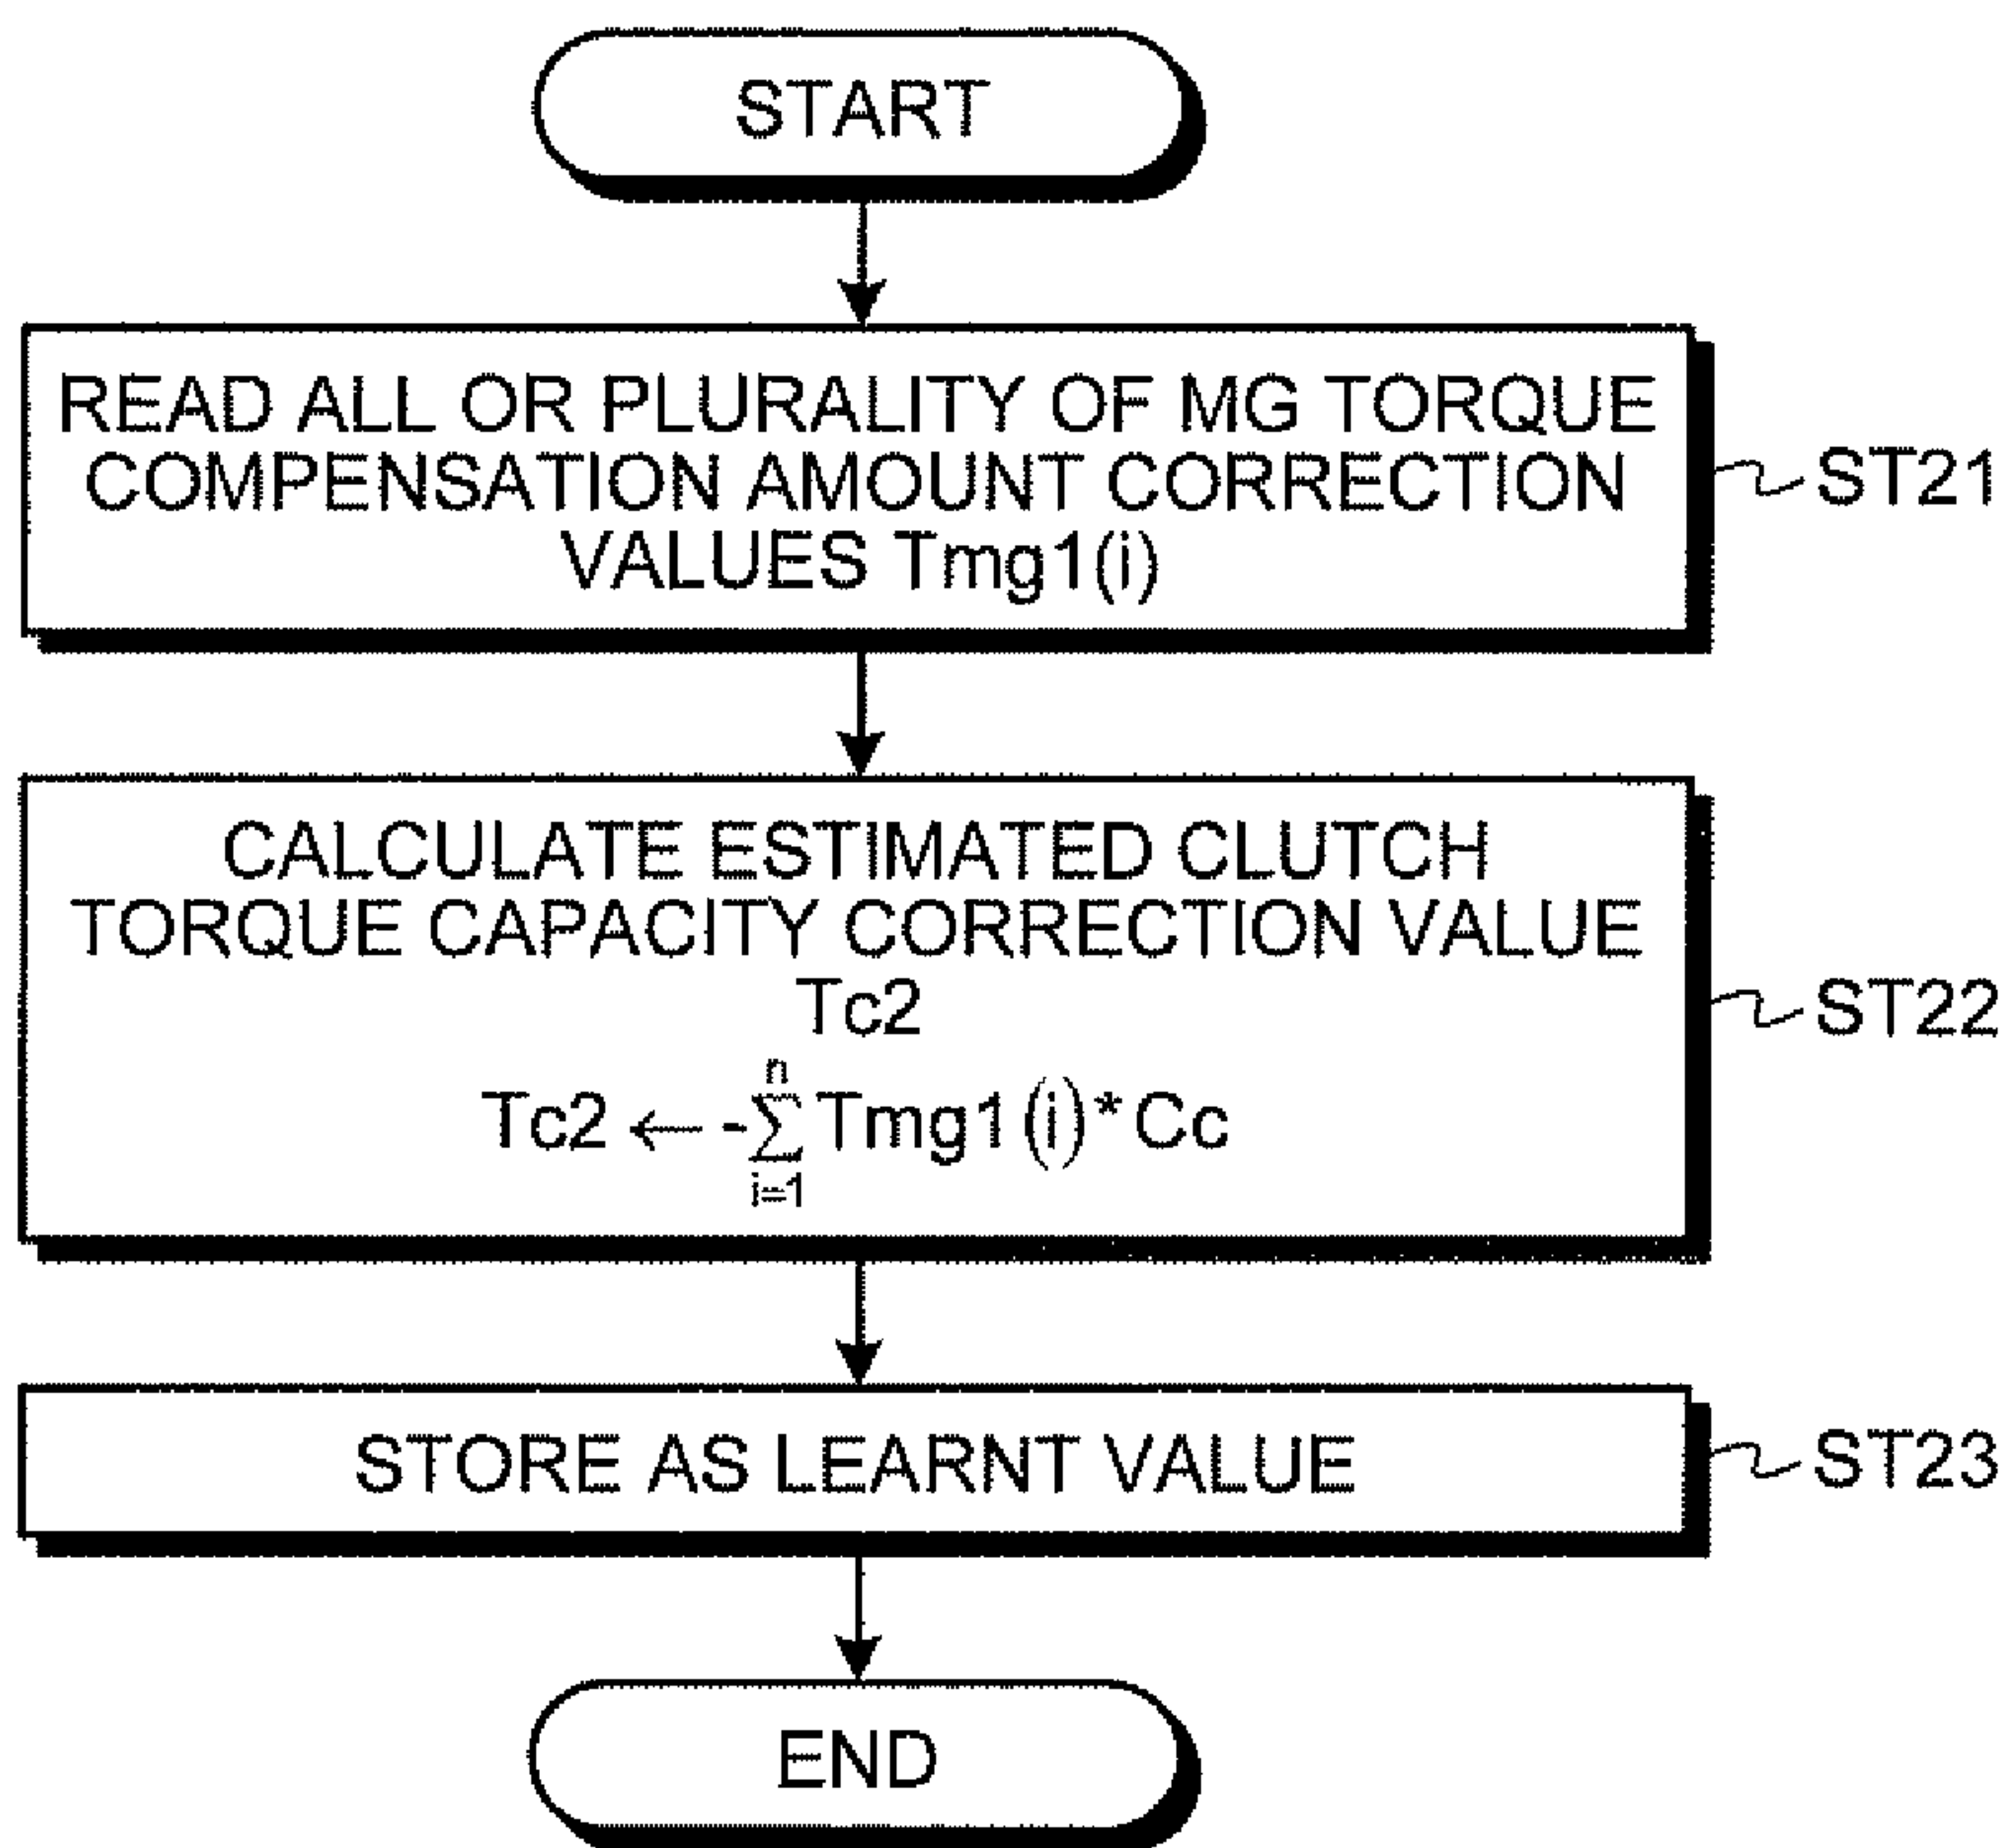 START
READ ALL OR PLURALITY OF MG TORQUE
COMPENSATION AMOUNT CORRECTION
VALUES Tmg1(i)
ST21
CALCULATE ESTIMATED CLUTCH
TORQUE CAPACITY CORRECTION VALUE
Tc2
Tc2 ← -∑_{i=1}^{n} Tmg1(i)*Cc
ST22
STORE AS LEARNT VALUE
ST23
END